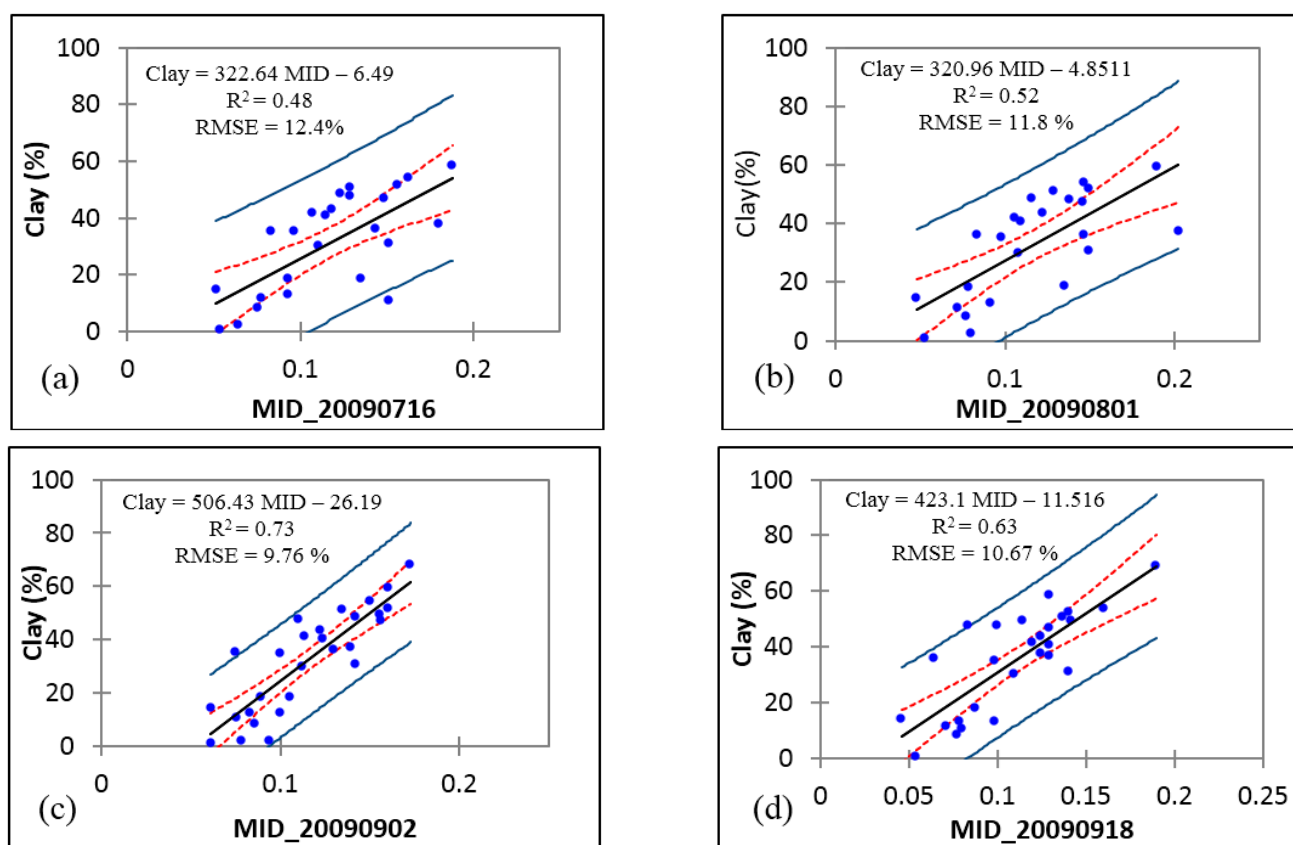 100
80
60
40
20
0
Clay (%)
Clay = 322.64 MID – 6.49
R² = 0.48
RMSE = 12.4%
0
0.1
0.2
(a)
MID_20090716
100
80
60
40
20
0
Clay(%)
Clay = 320.96 MID – 4.8511
R² = 0.52
RMSE = 11.8 %
0
0.1
0.2
(b)
MID_20090801
100
80
60
40
20
0
Clay (%)
Clay = 506.43 MID – 26.19
R² = 0.73
RMSE = 9.76 %
0
0.1
0.2
(c)
MID_20090902
100
80
60
40
20
0
Clay (%)
Clay = 423.1 MID – 11.516
R² = 0.63
RMSE = 10.67 %
0
0.05
0.1
0.15
0.2
0.25
(d)
MID_20090918